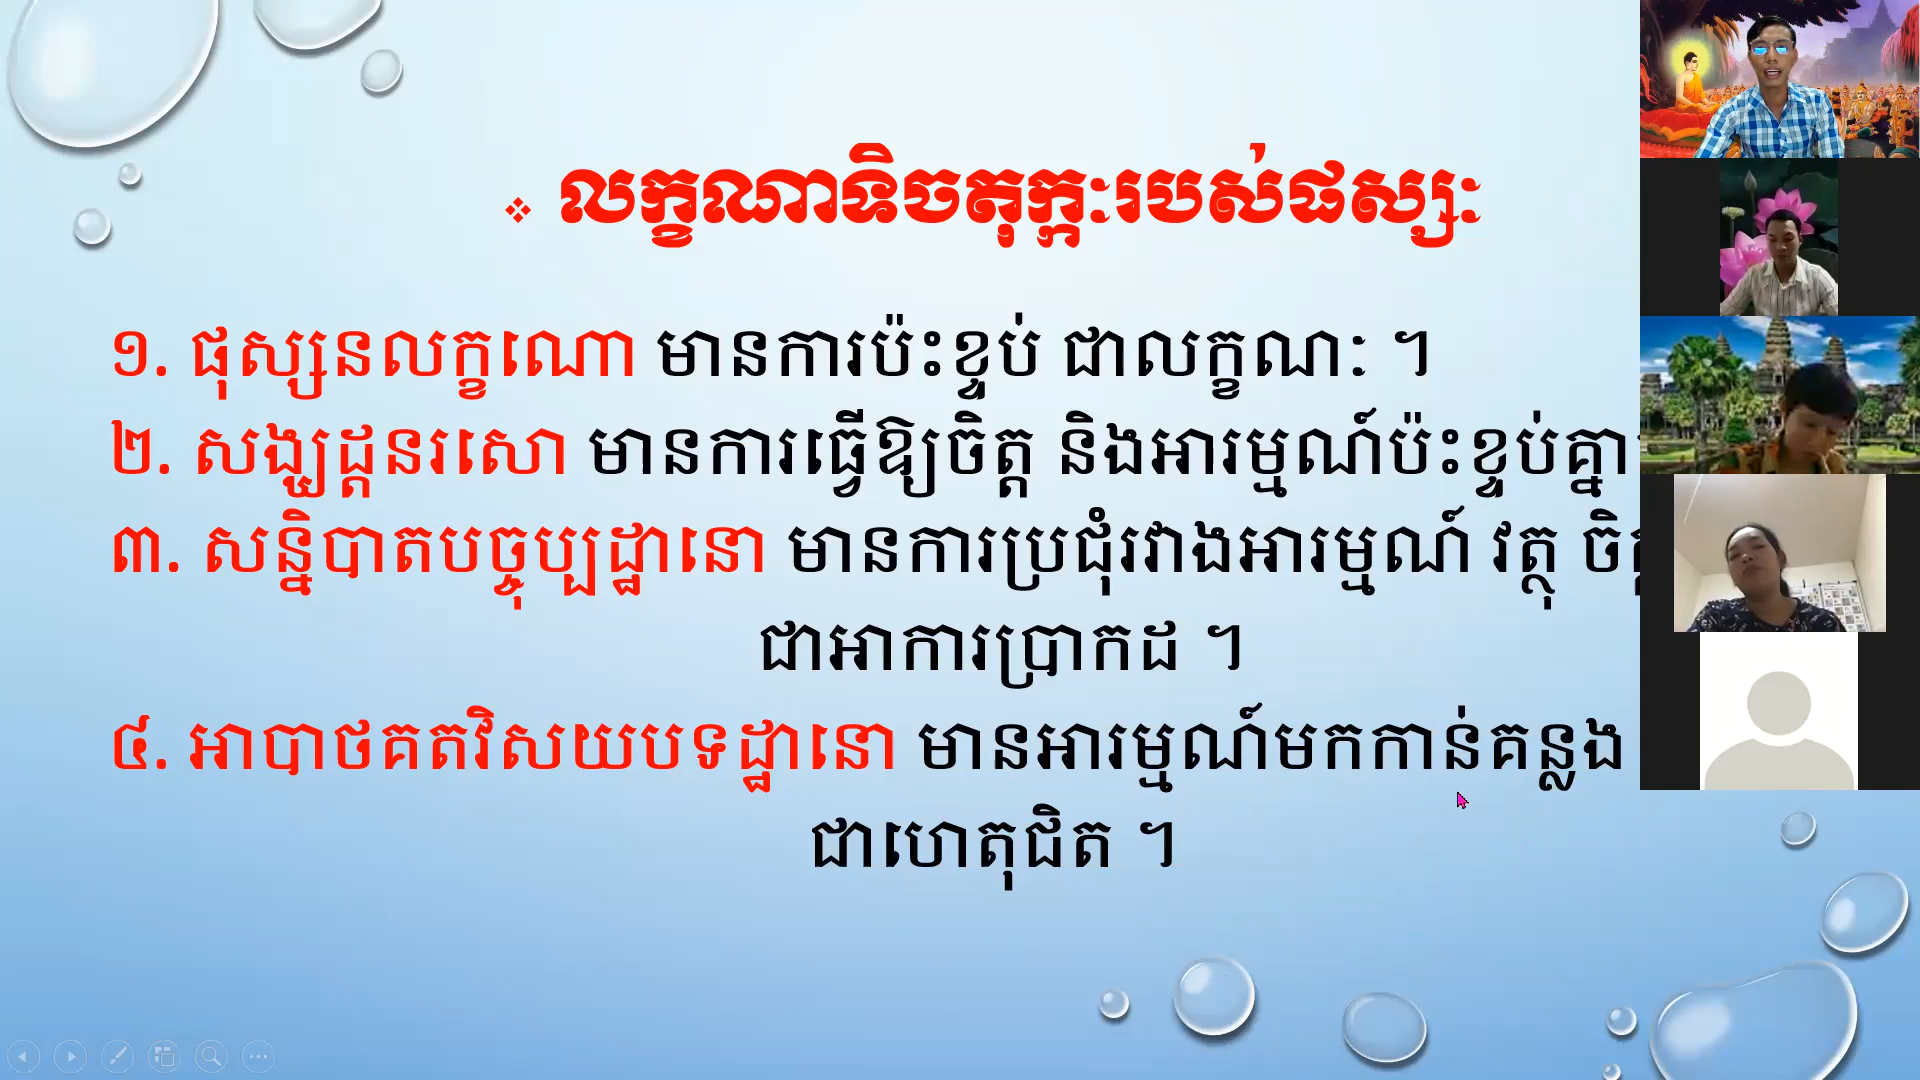 ❖ លក្ខណាទិចតុក្កៈរបស់ផស្សៈ
១. ផុស្សនលក្ខណោ មានការប៉ះខ្ទប់ ជាលក្ខណៈ ។
២. សង្ឃដ្តនរសោ មានការធ្វើឱ្យចិត្ត និងអារម្មណ៍ប៉ះខ្ទប់គ្នា
៣. សន្និបាតបច្ចុប្បដ្ឋានោ មានការប្រជុំរវាងអារម្មណ៍ វត្ថុ
ជាអាការប្រាកដ ។
៤. អាបាថគតវិសយបទដ្ឋានោ មានអារម្មណ៍មកកាន់គន្លង
ជាហេតុជិត ។